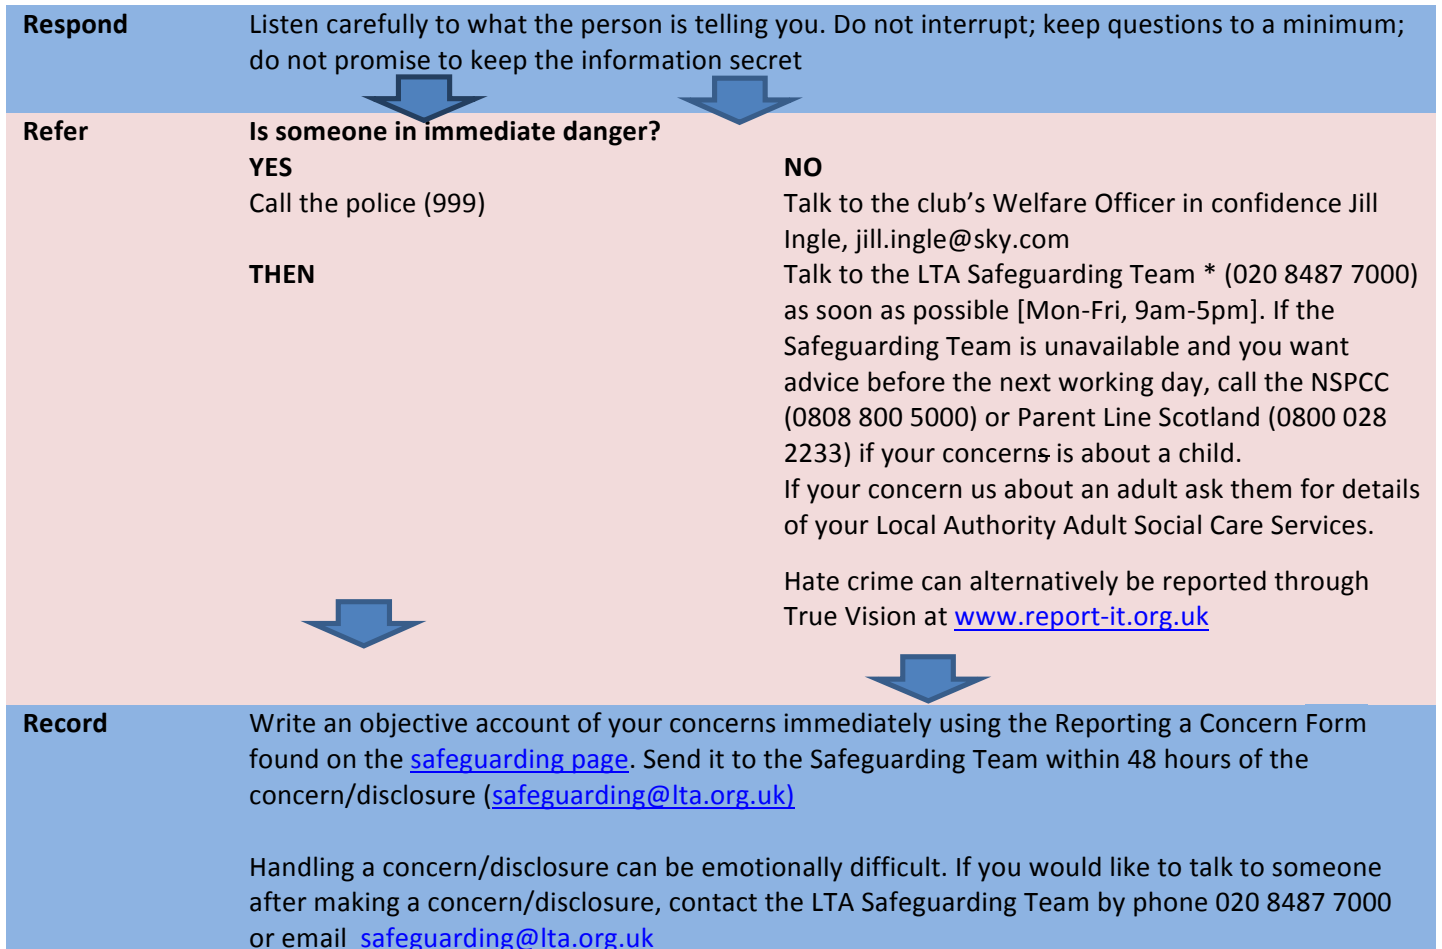 Respond Listen carefully to what the person is telling you. Do not interrupt; keep questions to a minimum;
do not promise to keep the information secret
Refer Is someone in immediate danger?
YES NO
Call the police (999) Talk to the club’s Welfare Officer in confidence Jill
Ingle, jill.ingle@sky.com
THEN Talk to the LTA Safeguarding Team * (020 8487 7000)
as soon as possible [Mon-Fri, 9am-5pm]. If the
Safeguarding Team is unavailable and you want
advice before the next working day, call the NSPCC
(0808 800 5000) or Parent Line Scotland (0800 028
2233) if your concerns is about a child.
If your concern us about an adult ask them for details
of your Local Authority Adult Social Care Services.
Hate crime can alternatively be reported through
True Vision at www.report-it.org.uk
Record Write an objective account of your concerns immediately using the Reporting a Concern Form
found on the safeguarding page. Send it to the Safeguarding Team within 48 hours of the
concern/disclosure (safeguarding@lta.org.uk)
Handling a concern/disclosure can be emotionally difficult. If you would like to talk to someone
after making a concern/disclosure, contact the LTA Safeguarding Team by phone 020 8487 7000
or email safeguarding@lta.org.uk